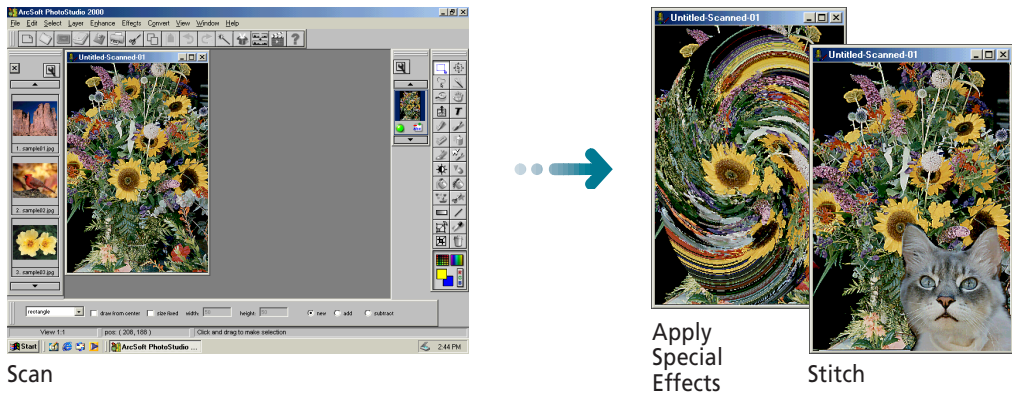 ArcSoft PhotoStudio 2000
File Edit Select Layer Enhance Effects Convert View Window Help
Untitled-Scanned-01
1. sample01.jpg
2. sample02.jpg
3. sample03.jpg
T
?
rectangle draw from center size fixed width: 50 height: 50 new add subtract
View 1:1 pos: ( 208, 188 ) Click and drag to make selection
Start ArcSoft PhotoStudio ... 2:44 PM
Scan
Untitled-Scanned-01
Untitled-Scanned-01
Apply
Special
Effects
Stitch